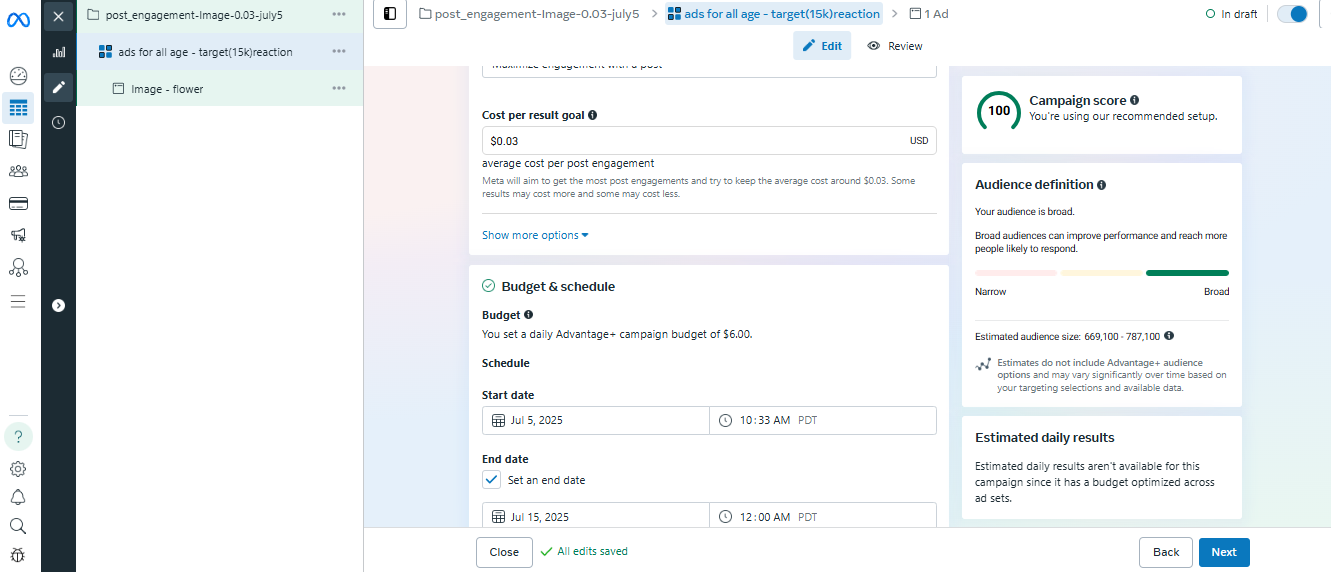 post_engagement-Image-0.03-july5
ads for all age - target(15k)reaction
Image - flower
post_engagement-Image-0.03-july5 > ads for all age - target(15k)reaction > 1 Ad
In draft
Edit
Review
Maximize engagement with a post
Cost per result goal
$0.03 USD
average cost per post engagement
Meta will aim to get the most post engagements and try to keep the average cost around $0.03. Some
results may cost more and some may cost less.
Show more options
Budget & schedule
Budget
You set a daily Advantage+ campaign budget of $6.00.
Schedule
Start date
Jul 5, 2025 10:33 AM PDT
End date
Set an end date
Jul 15, 2025 12:00 AM PDT
100
Campaign score
You're using our recommended setup.
Audience definition
Your audience is broad.
Broad audiences can improve performance and reach more
people likely to respond.
Narrow Broad
Estimated audience size: 669,100 - 787,100
Estimates do not include Advantage+ audience
options and may vary significantly over time based on
your targeting selections and available data.
Estimated daily results
Estimated daily results aren't available for this
campaign since it has a budget optimized across
ad sets.
Close
All edits saved
Back
Next